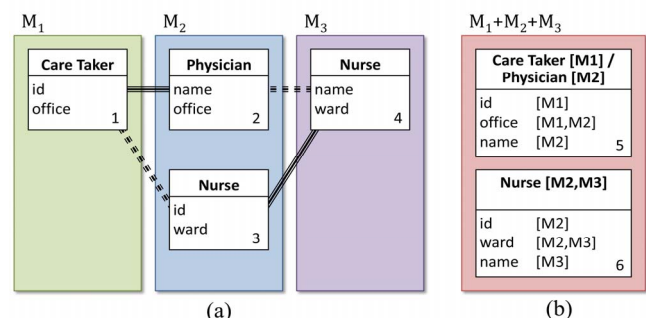 M1 M2 M3 M1+M2+M3
Care Taker
id
office
1
Physician
name
office
2
Nurse
name
ward
4
Nurse
id
ward
3
(a)
Care Taker [M1] /
Physician [M2]
id [M1]
office [M1,M2]
name [M2]
5
Nurse [M2,M3]
id [M2]
ward [M2,M3]
name [M3]
6
(b)